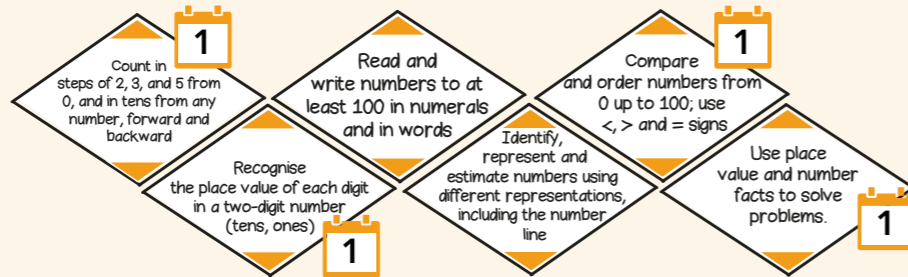 1
Count in
steps of 2, 3, and 5 from
0, and in tens from any
number, forward and
backward
Read and
write numbers to at
least 100 in numerals
and in words
1
Compare
and order numbers from
0 up to 100; use
<, > and = signs
Recognise
the place value of each digit
in a two-digit number
(tens, ones)
1
Identify,
represent and
estimate numbers using
different representations,
including the number
line
Use place
value and number
facts to solve
problems.
1